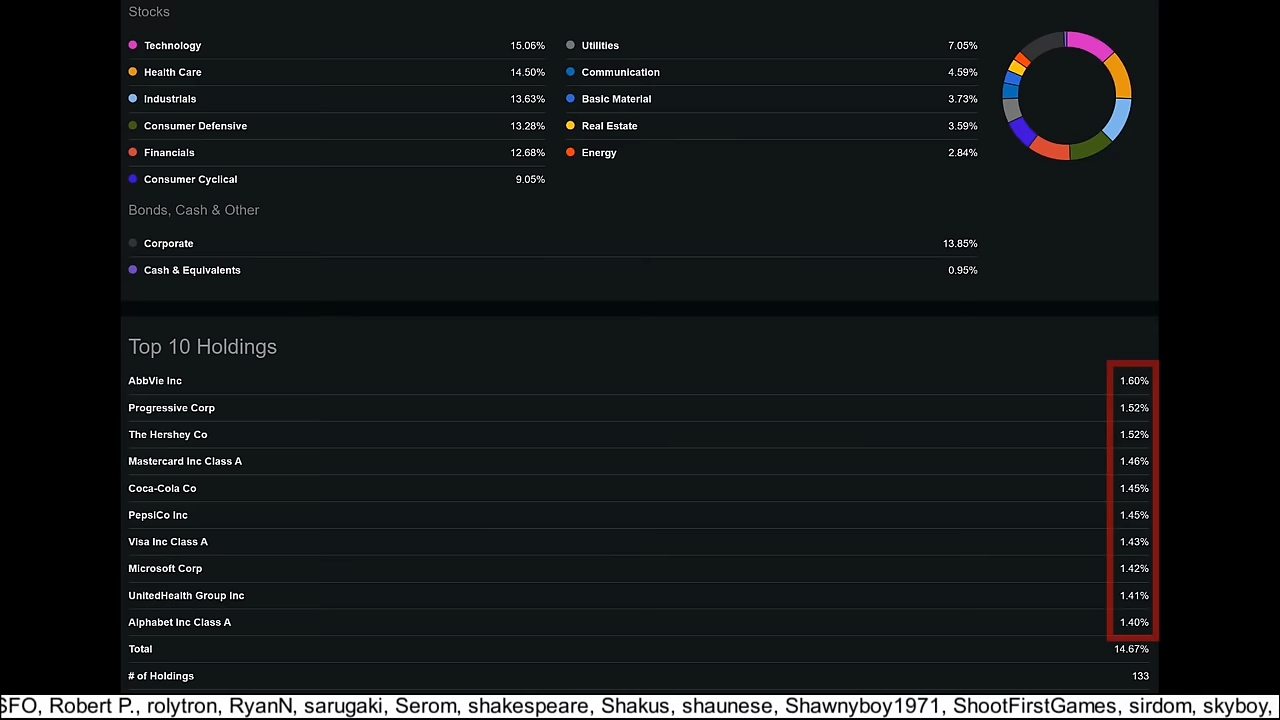 Stocks
Technology 15.06% Utilities 7.05%
Health Care 14.50% Communication 4.59%
Industrials 13.63% Basic Material 3.73%
Consumer Defensive 13.28% Real Estate 3.59%
Financials 12.68% Energy 2.84%
Consumer Cyclical 9.05%
Bonds, Cash & Other
Corporate 13.85%
Cash & Equivalents 0.95%
Top 10 Holdings
AbbVie Inc 1.60%
Progressive Corp 1.52%
The Hershey Co 1.52%
Mastercard Inc Class A 1.46%
Coca-Cola Co 1.45%
PepsiCo Inc 1.45%
Visa Inc Class A 1.43%
Microsoft Corp 1.42%
UnitedHealth Group Inc 1.41%
Alphabet Inc Class A 1.40%
Total 14.67%
# of Holdings 133
SFO, Robert P., rolytron, RyanN, sarugaki, Serom, shakespeare, Shakus, shaunese, Shawnyboy1971, ShootFirstGames, sirdom, skyboy,